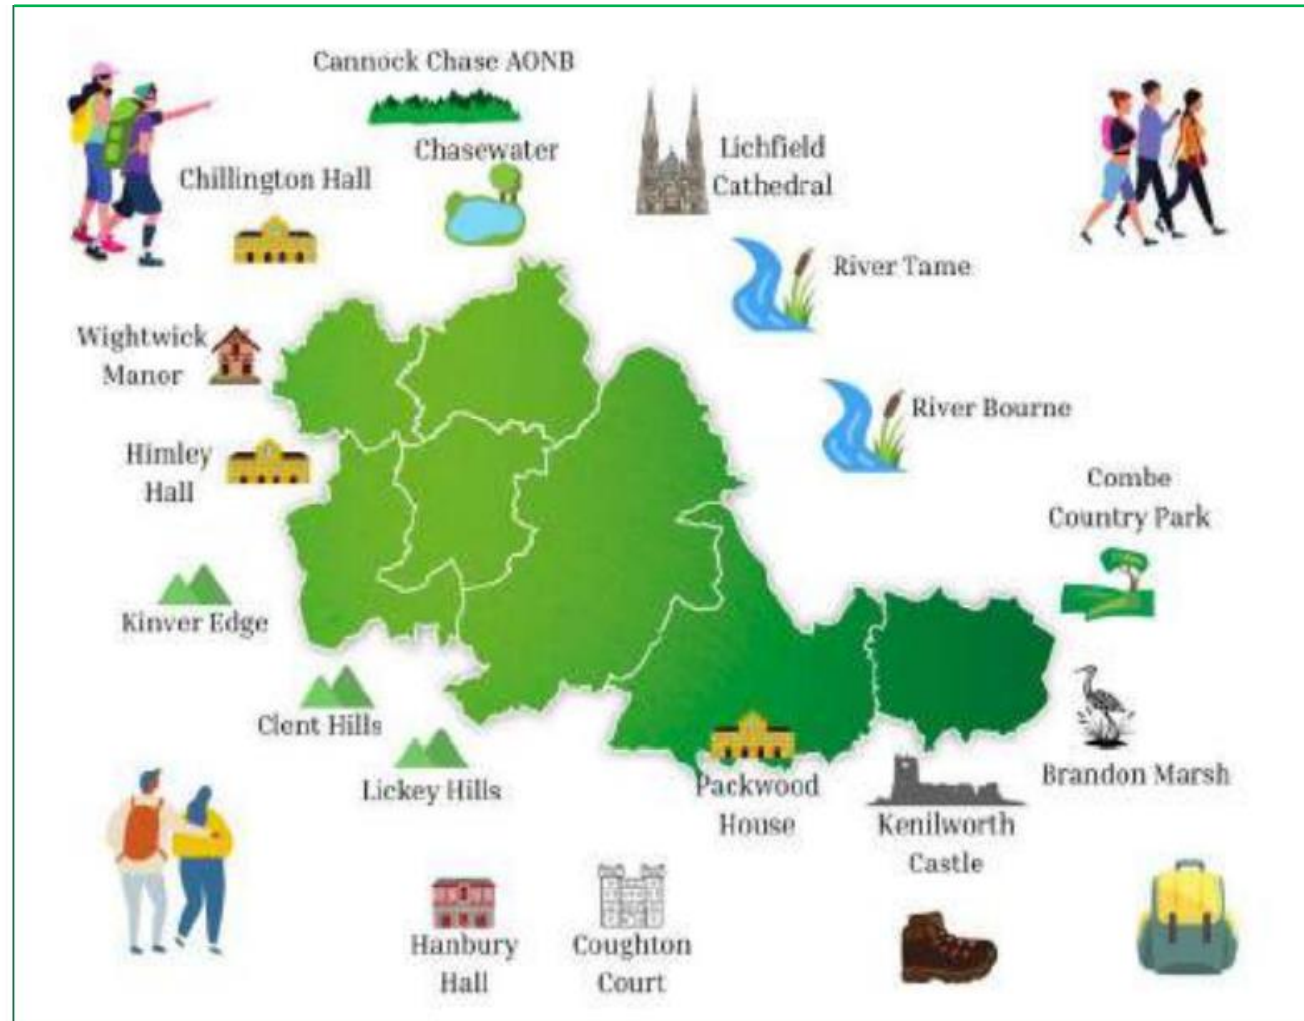 Cannock Chase AONB
Chasewater
Chillington Hall
Lichfield
Cathedral
River Tame
Wightwick
Manor
River Bourne
Himley
Hall
Combe
Country Park
Kinver Edge
Clent Hills
Lickey Hills
Packwood
House
Kenilworth
Castle
Brandon Marsh
Hanbury
Hall
Coughton
Court